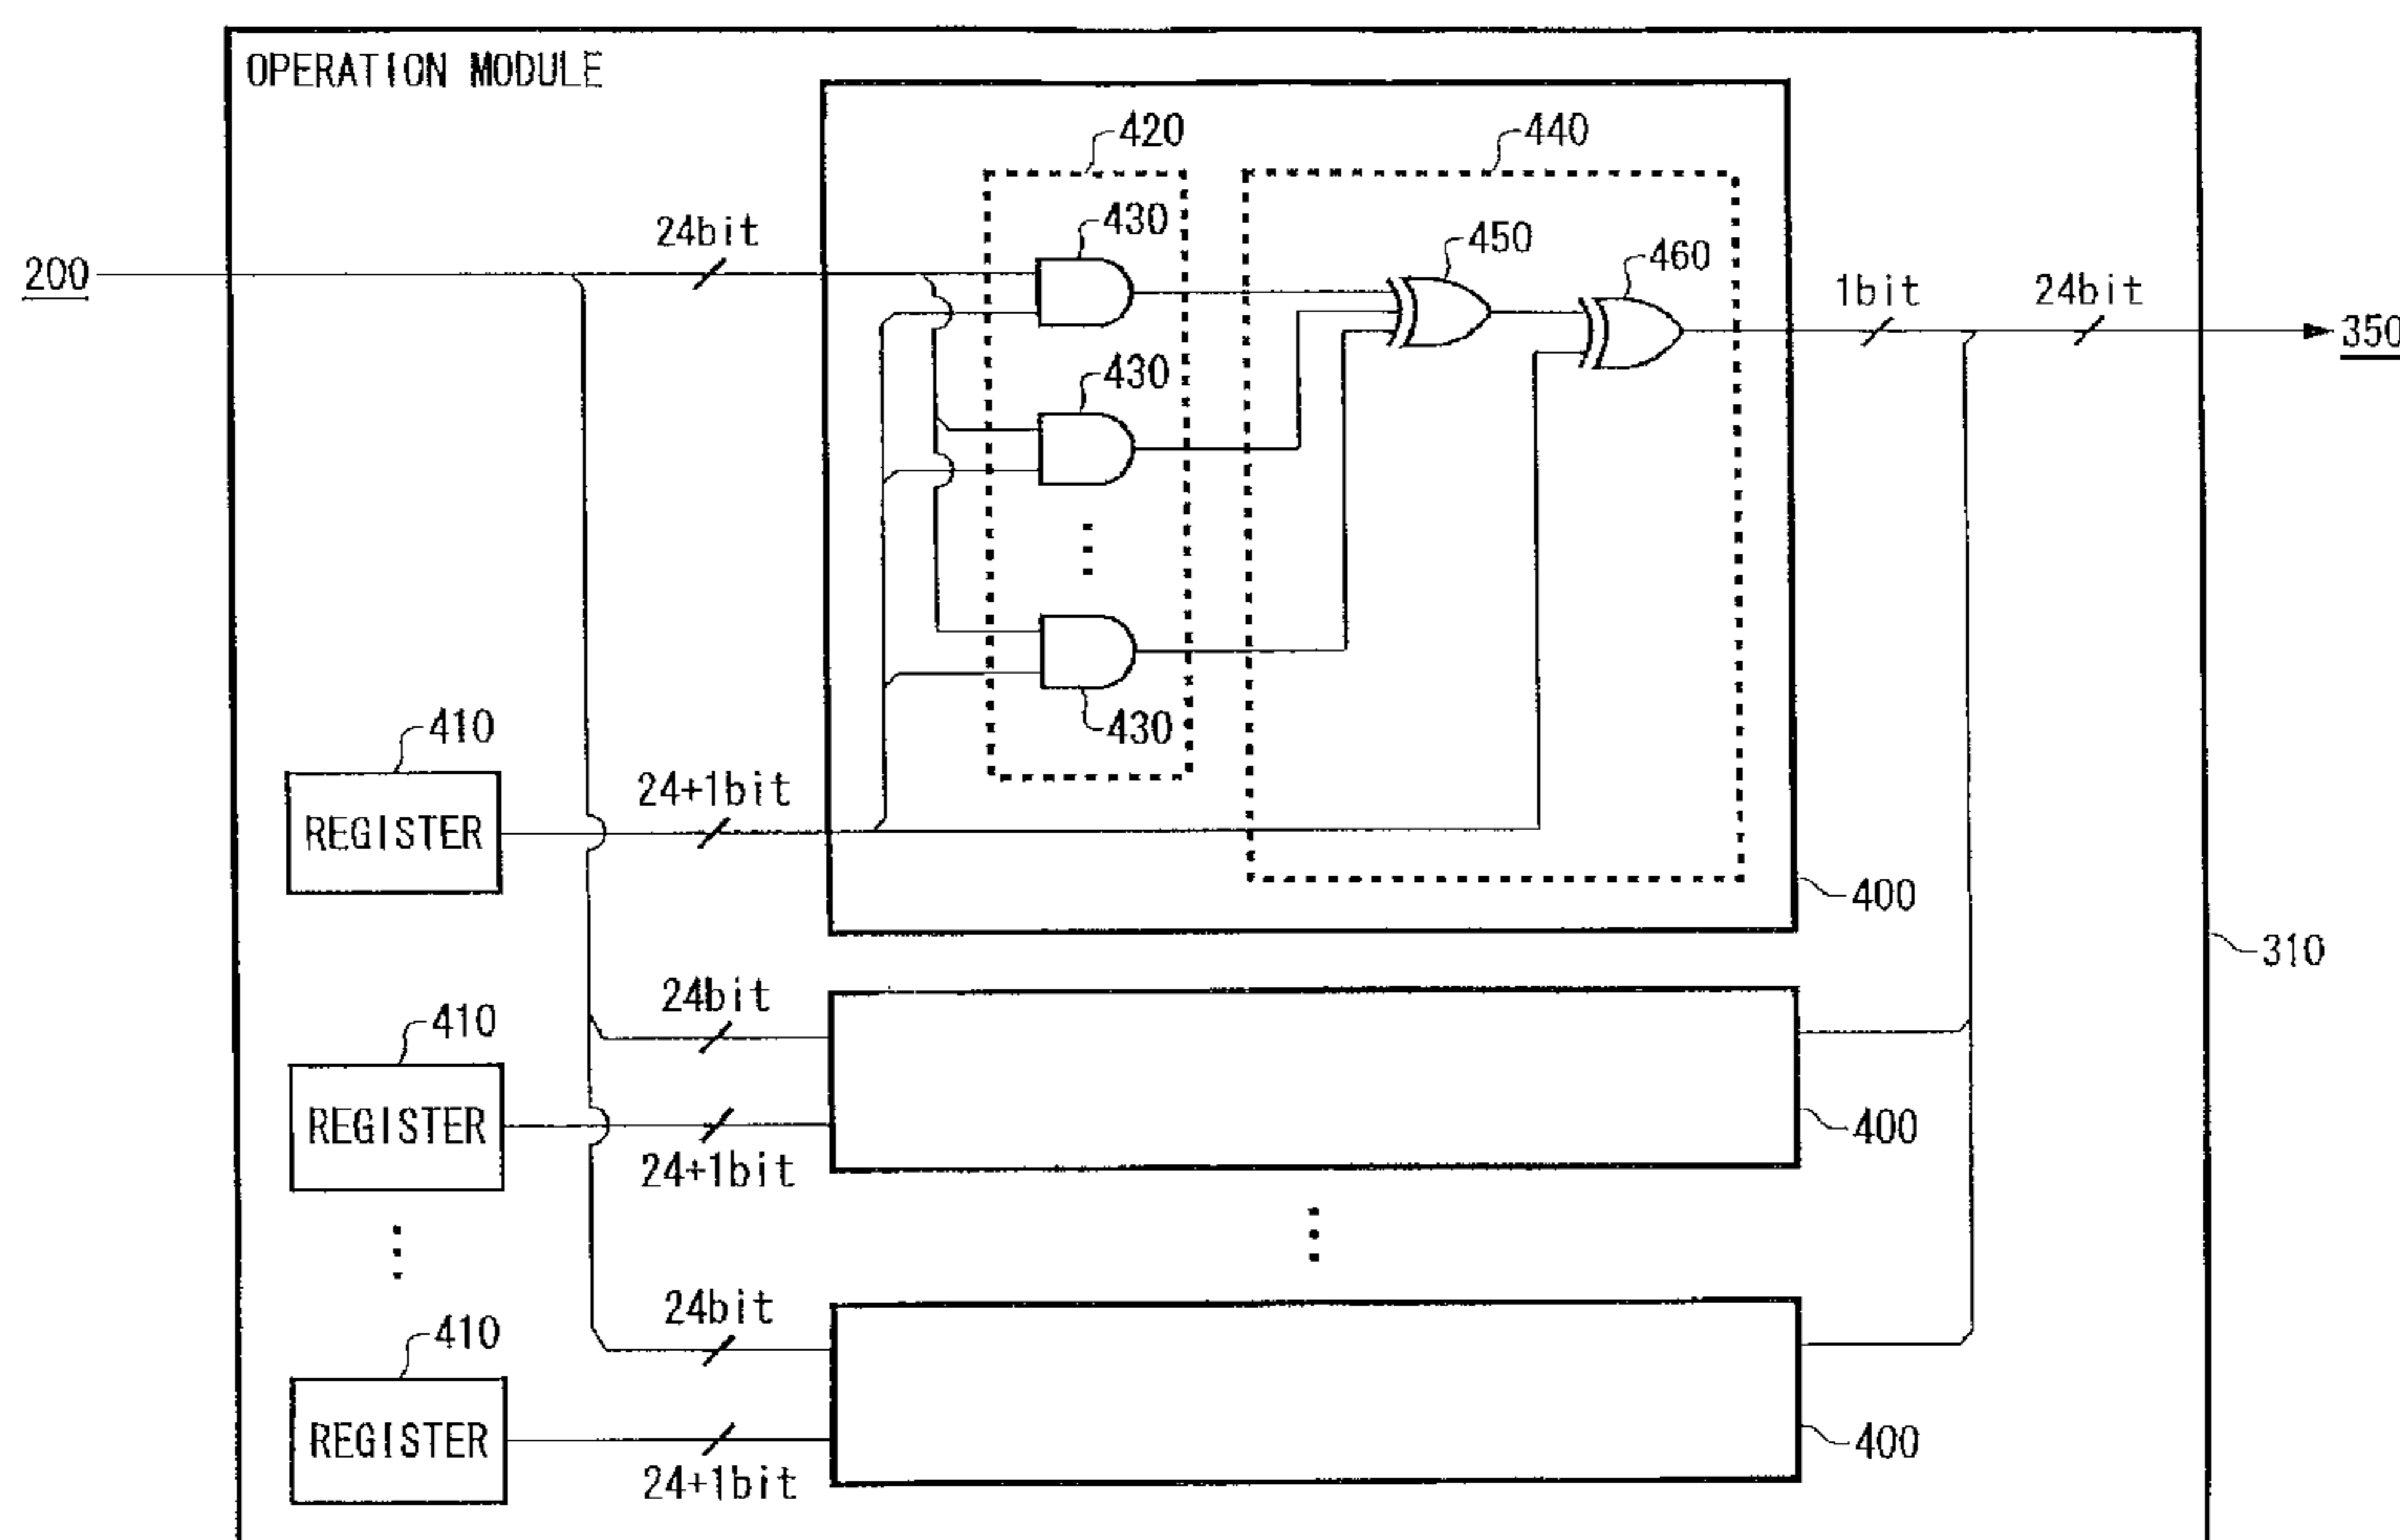 OPERATION MODULE
420
440
430
24bit
450
460
200
1bit
24bit
350
430
430
410
24+1bit
REGISTER
400
310
24bit
410
REGISTER
400
24+1bit
24bit
410
REGISTER
400
24+1bit